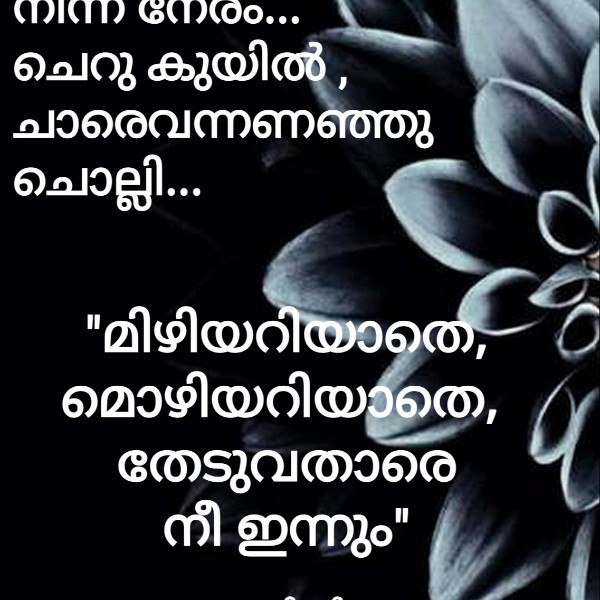 നിന്ന നേരം...
ചെറു കുയിൽ ,
ചാരെവന്നണഞ്ഞു
ചൊല്ലി...
"മിഴിയറിയാതെ,
മൊഴിയറിയാതെ,
തേടുവതാരെ
നീ ഇന്നും"